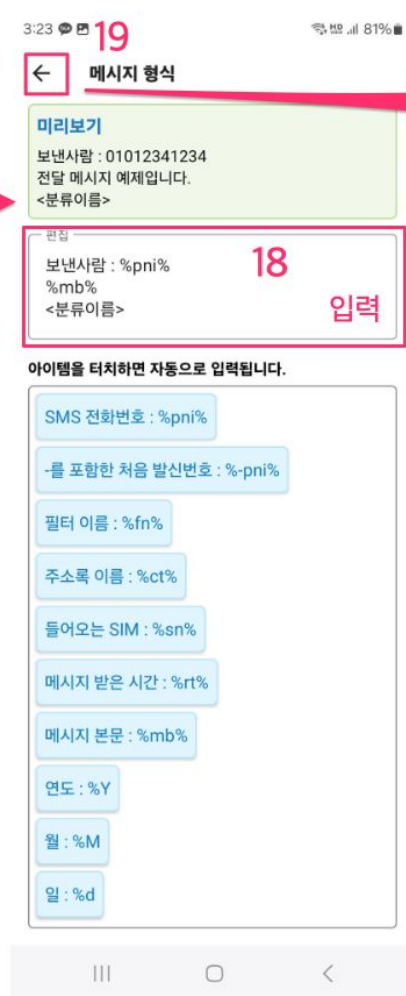 3:23
19
81%
메시지 형식
미리보기
보낸사람 : 01012341234
전달 메시지 예제입니다.
<분류이름>
편집
보낸사람 : %pni%
%mb%
<분류이름>
18
입력
아이템을 터치하면 자동으로 입력됩니다.
SMS 전화번호 : %pni%
-를 포함한 처음 발신번호 : %-pni%
필터 이름 : %fn%
주소록 이름 : %ct%
들어오는 SIM : %sn%
메시지 받은 시간 : %rt%
메시지 본문 : %mb%
연도 : %Y
월 : %M
일 : %d